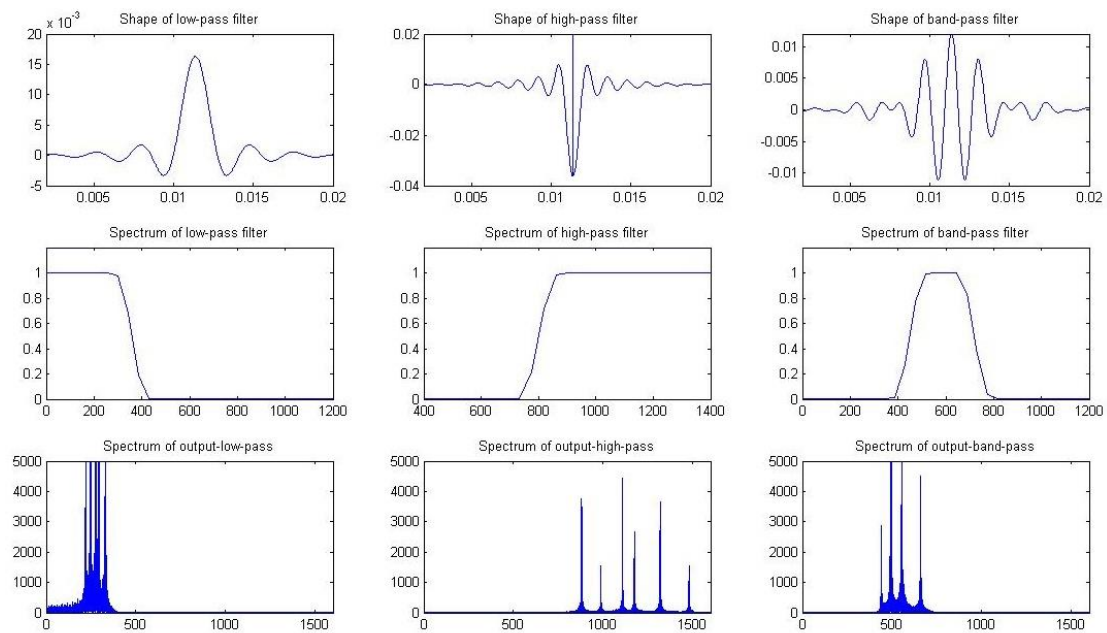 Shape of low-pass filter
x 10^-3
20
15
10
5
0
-5
0.005 0.01 0.015 0.02
Shape of high-pass filter
0.02
0
-0.02
-0.04
0.005 0.01 0.015 0.02
Shape of band-pass filter
0.01
0.005
0
-0.005
-0.01
0.005 0.01 0.015 0.02
Spectrum of low-pass filter
1
0.8
0.6
0.4
0.2
0
0 200 400 600 800 1000 1200
Spectrum of high-pass filter
1
0.8
0.6
0.4
0.2
0
400 600 800 1000 1200 1400
Spectrum of band-pass filter
1
0.8
0.6
0.4
0.2
0
0 200 400 600 800 1000 1200
Spectrum of output-low-pass
5000
4000
3000
2000
1000
0
0 500 1000 1500
Spectrum of output-high-pass
5000
4000
3000
2000
1000
0
0 500 1000 1500
Spectrum of output-band-pass
5000
4000
3000
2000
1000
0
0 500 1000 1500